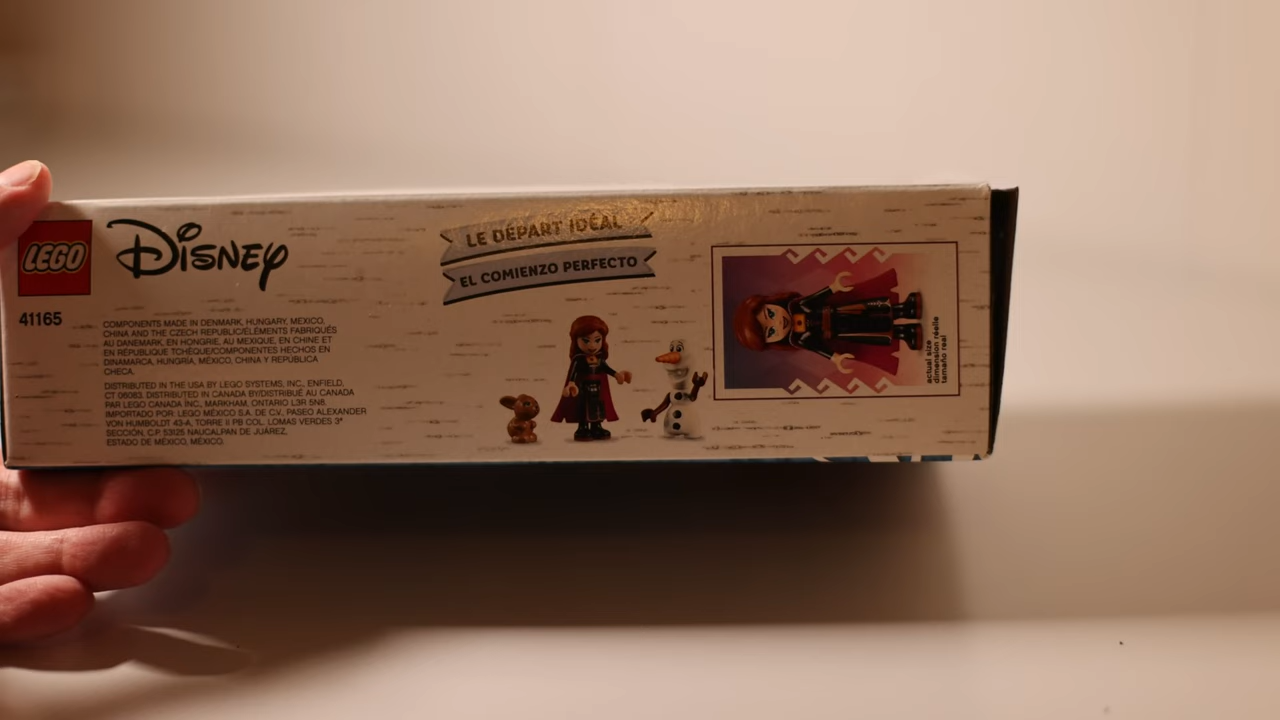 LEGO
DISNEY
41165
COMPONENTS MADE IN DENMARK, HUNGARY, MEXICO,
CHINA AND THE CZECH REPUBLIC/ÉLÉMENTS FABRIQUÉS
AU DANEMARK, EN HONGRIE, AU MEXIQUE, EN CHINE ET
EN RÉPUBLIQUE TCHÈQUE/COMPONENTES HECHOS EN
DINAMARCA, HUNGRÍA, MÉXICO, CHINA Y REPÚBLICA
CHECA.
DISTRIBUTED IN THE USA BY LEGO SYSTEMS, INC., ENFIELD,
CT 06083. DISTRIBUTED IN CANADA BY/DISTRIBUÉ AU CANADA
PAR LEGO CANADA INC., MARKHAM, ONTARIO L3R 5N8.
IMPORTADO POR: LEGO MÉXICO S.A. DE C.V., PASEO ALEXANDER
VON HUMBOLDT 43-A, TORRE II PB COL. LOMAS VERDES 3ª
SECCIÓN, C.P. 53125 NAUCALPAN DE JUÁREZ,
ESTADO DE MÉXICO, MÉXICO.
LE DÉPART IDÉAL
EL COMIENZO PERFECTO
actual size
dimension réelle
tamaño real